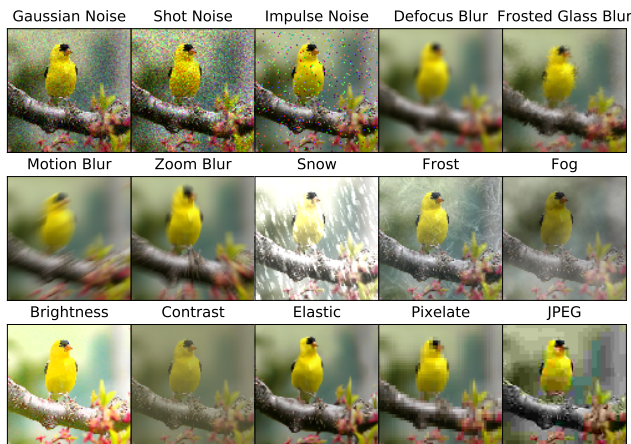 Gaussian Noise Shot Noise Impulse Noise Defocus Blur Frosted Glass Blur
Motion Blur Zoom Blur Snow Frost Fog
Brightness Contrast Elastic Pixelate JPEG